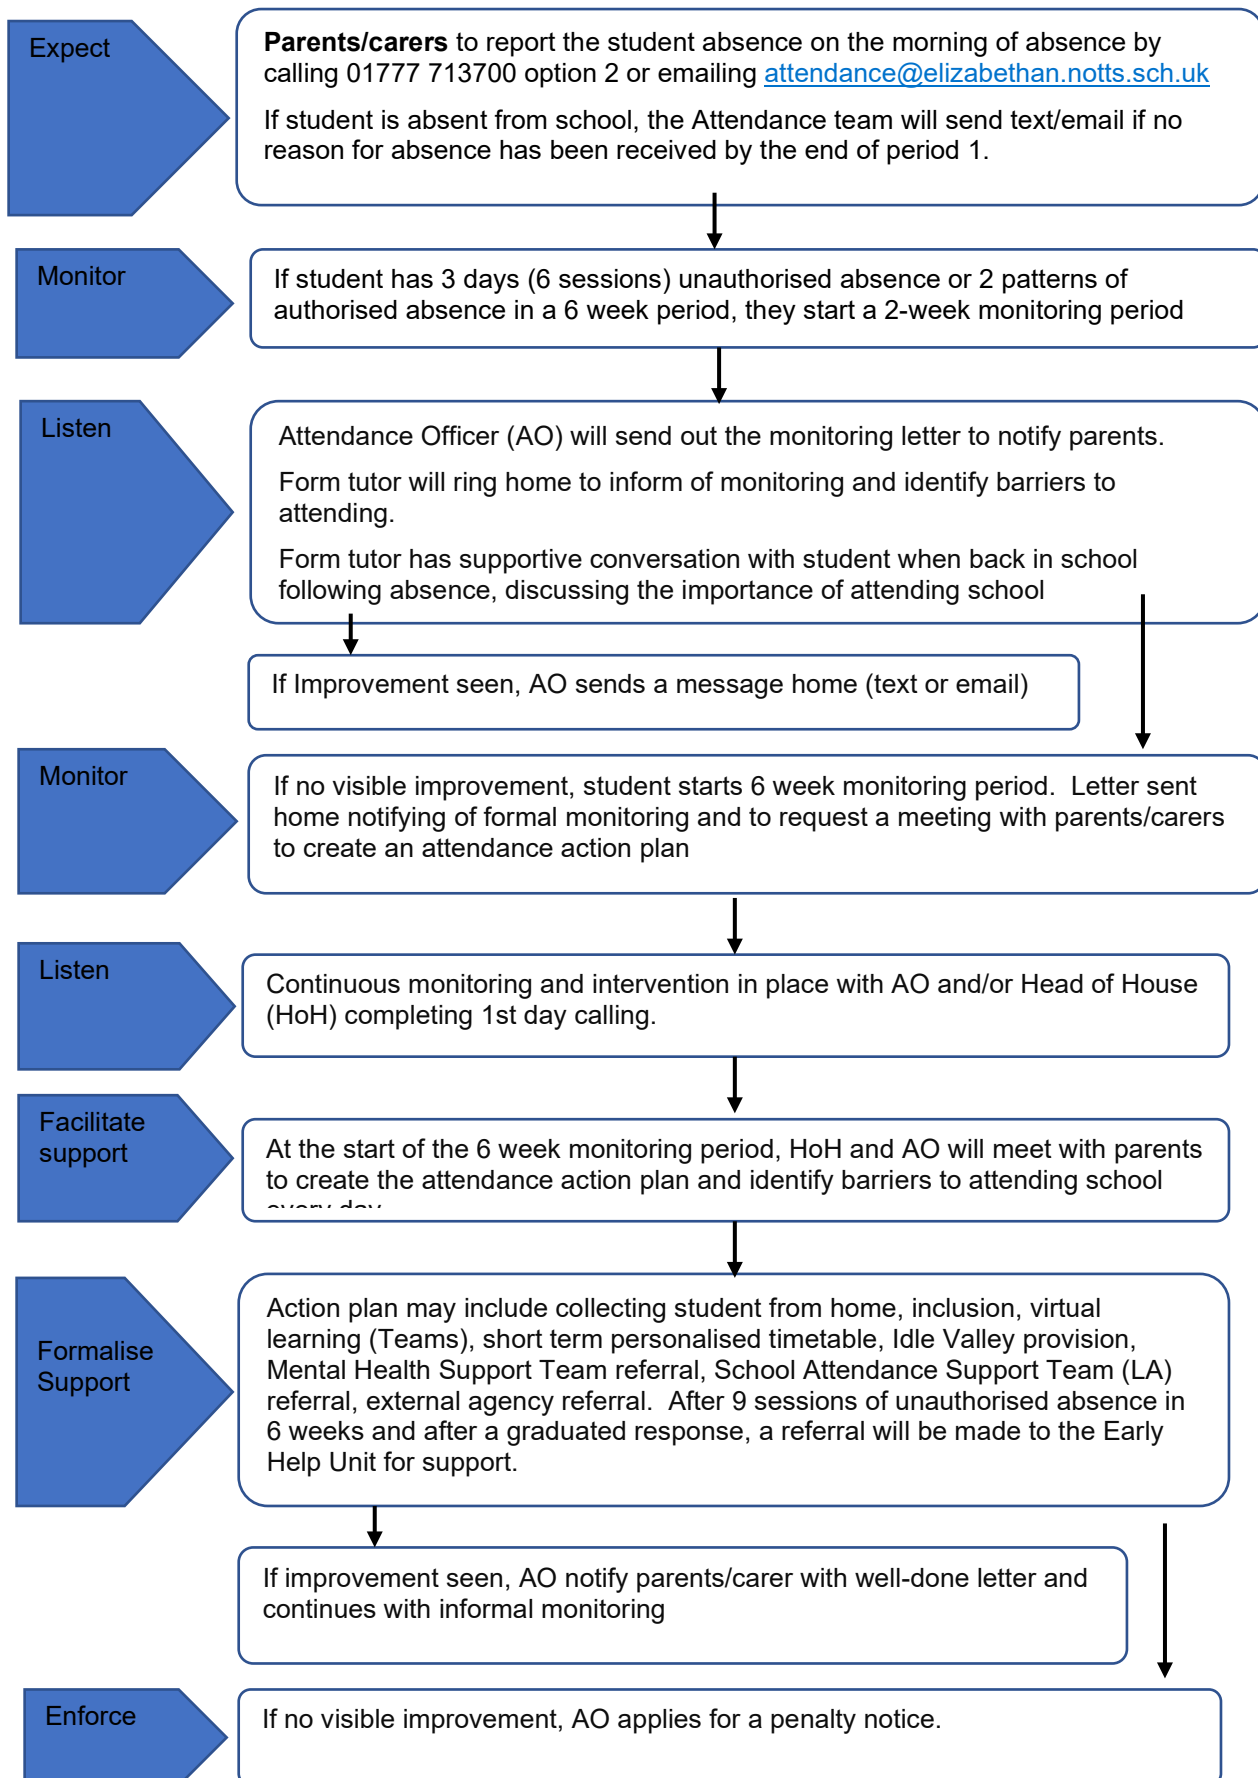 Expect
Parents/carers to report the student absence on the morning of absence by
calling 01777 713700 option 2 or emailing attendance@elizabethan.notts.sch.uk
If student is absent from school, the Attendance team will send text/email if no
reason for absence has been received by the end of period 1.
Monitor
If student has 3 days (6 sessions) unauthorised absence or 2 patterns of
authorised absence in a 6 week period, they start a 2-week monitoring period
Listen
Attendance Officer (AO) will send out the monitoring letter to notify parents.
Form tutor will ring home to inform of monitoring and identify barriers to
attending.
Form tutor has supportive conversation with student when back in school
following absence, discussing the importance of attending school
If Improvement seen, AO sends a message home (text or email)
Monitor
If no visible improvement, student starts 6 week monitoring period.  Letter sent
home notifying of formal monitoring and to request a meeting with parents/carers
to create an attendance action plan
Listen
Continuous monitoring and intervention in place with AO and/or Head of House
(HoH) completing 1st day calling.
Facilitate
support
At the start of the 6 week monitoring period, HoH and AO will meet with parents
to create the attendance action plan and identify barriers to attending school
every day
Formalise
Support
Action plan may include collecting student from home, inclusion, virtual
learning (Teams), short term personalised timetable, Idle Valley provision,
Mental Health Support Team referral, School Attendance Support Team (LA)
referral, external agency referral.  After 9 sessions of unauthorised absence in
6 weeks and after a graduated response, a referral will be made to the Early
Help Unit for support.
If improvement seen, AO notify parents/carer with well-done letter and
continues with informal monitoring
Enforce
If no visible improvement, AO applies for a penalty notice.